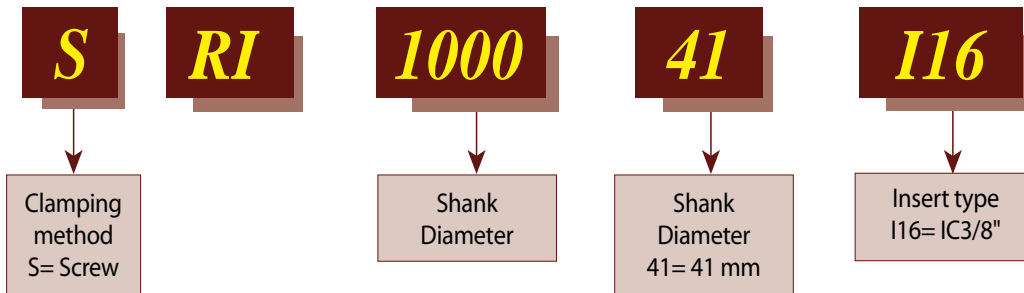 S RI 1000 41 I16
Clamping
method
S= Screw
Shank
Diameter
Shank
Diameter
41= 41 mm
Insert type
I16= IC3/8"